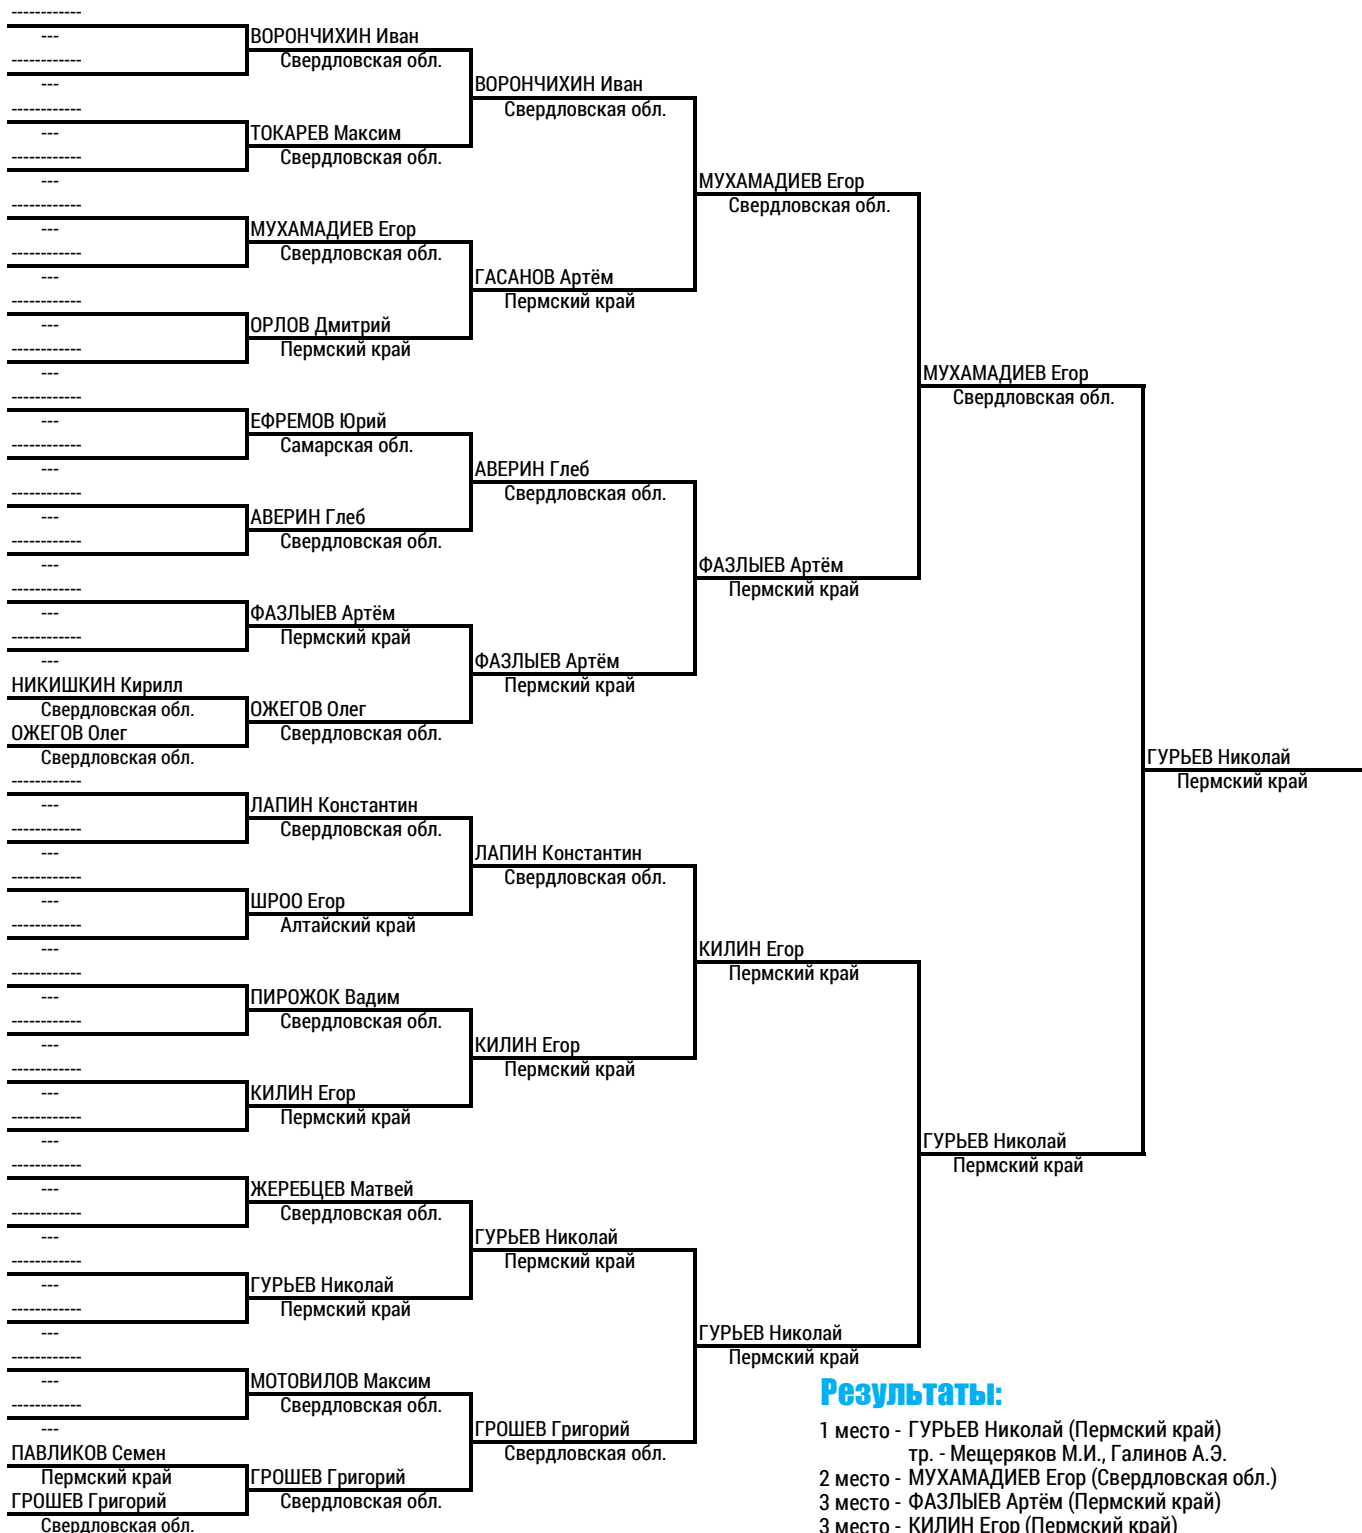 ------------
---
------------
---
------------
---
------------
---
------------
---
------------
---
------------
---
------------
---
------------
---
------------
---
------------
---
------------
---
------------
---
------------
---
НИКИШКИН Кирилл
Свердловская обл.
ОЖЕГОВ Олег
Свердловская обл.
------------
---
------------
---
------------
---
------------
---
------------
---
------------
---
------------
---
------------
---
------------
---
------------
---
------------
---
------------
---
------------
---
------------
---
ПАВЛИКОВ Семен
Пермский край
ГРОШЕВ Григорий
Свердловская обл.
ВОРОНЧИХИН Иван
Свердловская обл.
ТОКАРЕВ Максим
Свердловская обл.
МУХАМАДИЕВ Егор
Свердловская обл.
ОРЛОВ Дмитрий
Пермский край
ЕФРЕМОВ Юрий
Самарская обл.
АВЕРИН Глеб
Свердловская обл.
ФАЗЛЫЕВ Артём
Пермский край
ОЖЕГОВ Олег
Свердловская обл.
ЛАПИН Константин
Свердловская обл.
ШРОО Егор
Алтайский край
ПИРОЖОК Вадим
Свердловская обл.
КИЛИН Егор
Пермский край
ЖЕРЕБЦЕВ Матвей
Свердловская обл.
ГУРЬЕВ Николай
Пермский край
МОТОВИЛОВ Максим
Свердловская обл.
ГРОШЕВ Григорий
Свердловская обл.
ВОРОНЧИХИН Иван
Свердловская обл.
ГАСАНОВ Артём
Пермский край
АВЕРИН Глеб
Свердловская обл.
ФАЗЛЫЕВ Артём
Пермский край
ЛАПИН Константин
Свердловская обл.
КИЛИН Егор
Пермский край
ГУРЬЕВ Николай
Пермский край
ГРОШЕВ Григорий
Свердловская обл.
МУХАМАДИЕВ Егор
Свердловская обл.
ФАЗЛЫЕВ Артём
Пермский край
КИЛИН Егор
Пермский край
ГУРЬЕВ Николай
Пермский край
МУХАМАДИЕВ Егор
Свердловская обл.
ГУРЬЕВ Николай
Пермский край
ГУРЬЕВ Николай
Пермский край
Результаты:
1 место - ГУРЬЕВ Николай (Пермский край)
тр. - Мещеряков М.И., Галинов А.Э.
2 место - МУХАМАДИЕВ Егор (Свердловская обл.)
3 место - ФАЗЛЫЕВ Артём (Пермский край)
3 место - КИЛИН Егор (Пермский край)